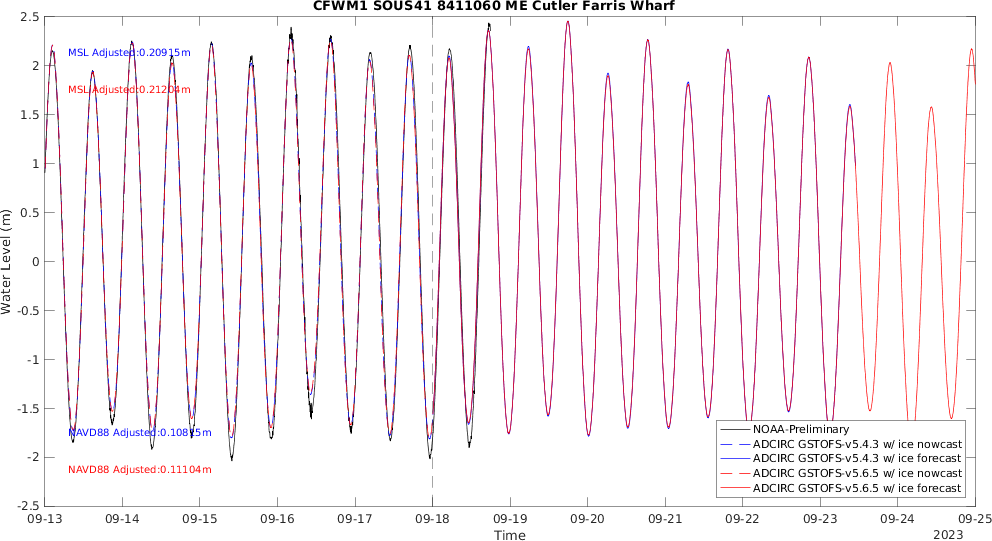 CFWM1 SOUS41 8411060 ME Cutler Farris Wharf
2.5
2
1.5
1
0.5
0
-0.5
-1
-1.5
-2
-2.5
Water Level (m)
MSL Adjusted:0.20915m
MSL Adjusted:0.21204m
NAVD88 Adjusted:0.10815m
NAVD88 Adjusted:0.11104m
NOAA-Preliminary
ADCIRC GSTOFS-v5.4.3 w/ ice nowcast
ADCIRC GSTOFS-v5.4.3 w/ ice forecast
ADCIRC GSTOFS-v5.6.5 w/ ice nowcast
ADCIRC GSTOFS-v5.6.5 w/ ice forecast
09-13 09-14 09-15 09-16 09-17 09-18 09-19 09-20 09-21 09-22 09-23 09-24 09-25
Time
2023